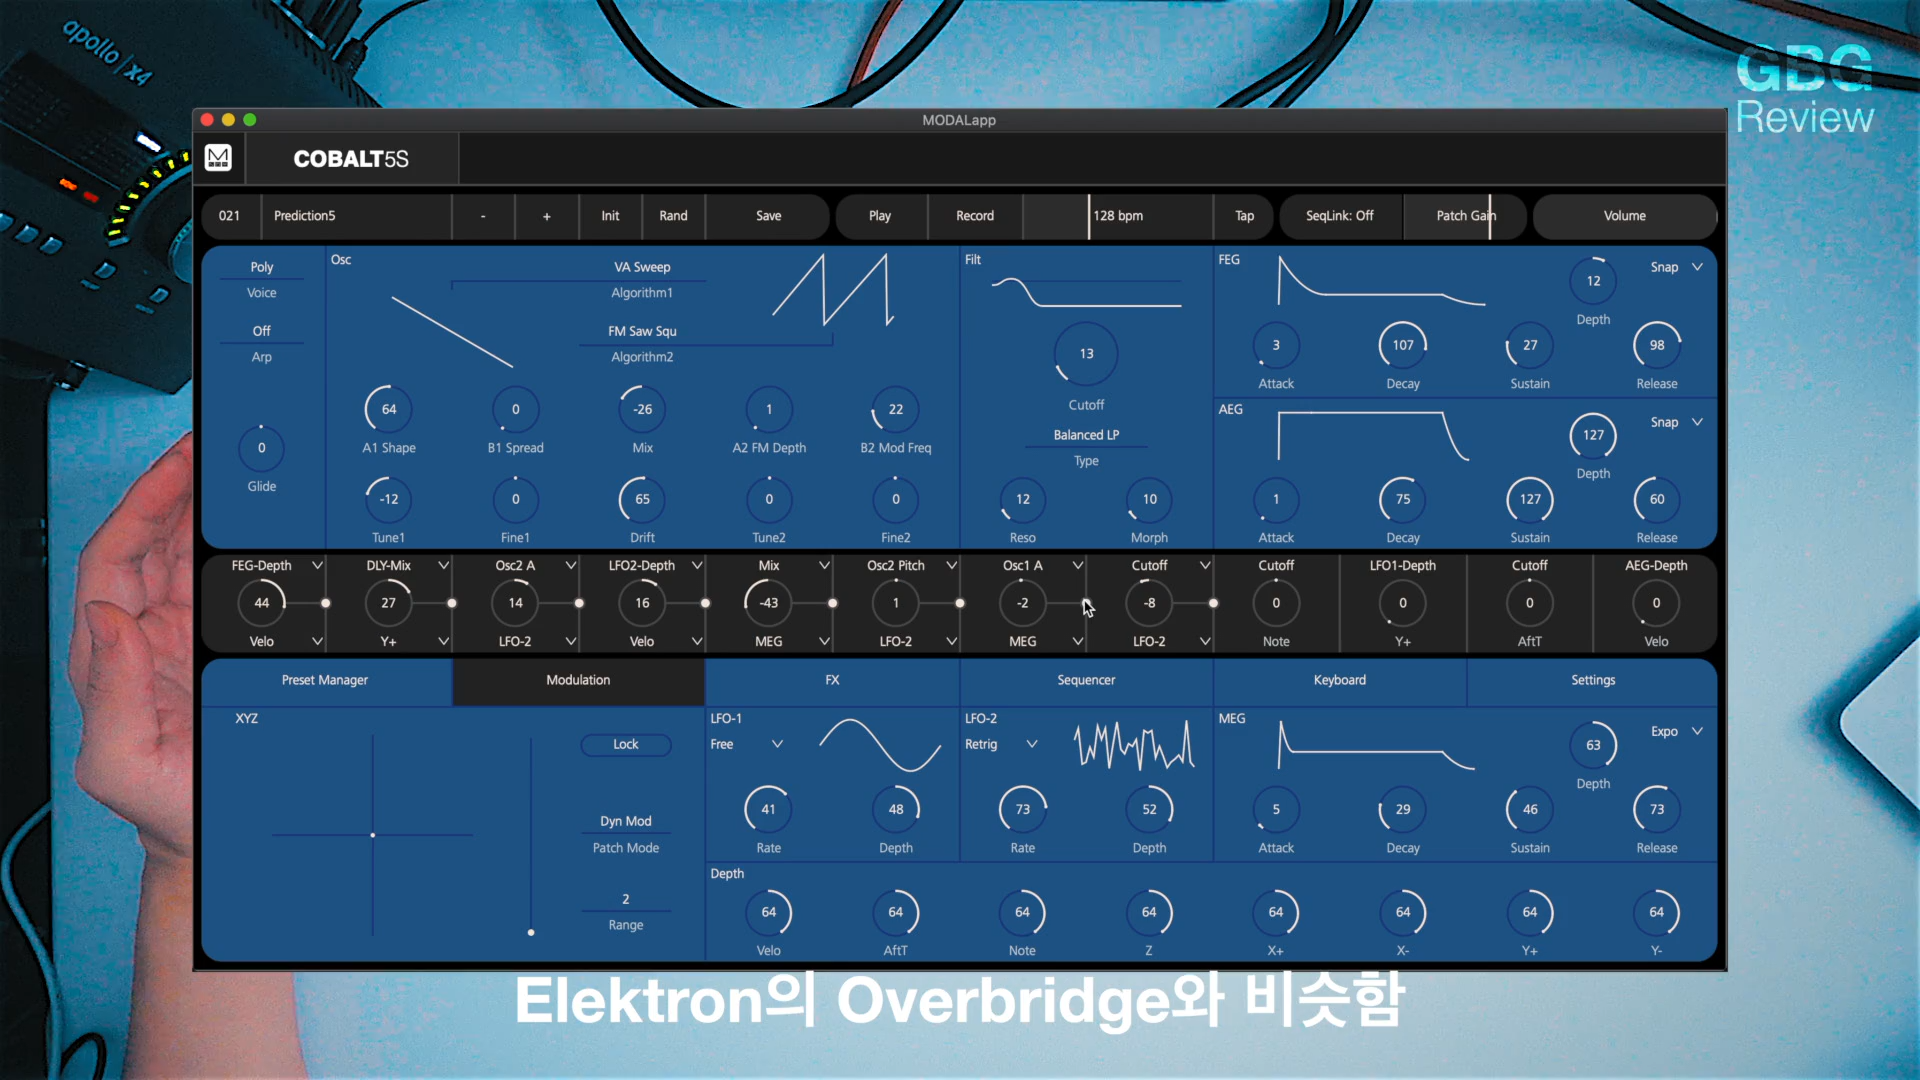 apollo | x4
GBG
Review
MODALapp
COBALT5S
021 Prediction5 - + Init Rand Save Play Record 128 bpm Tap SeqLink: Off Patch Gain Volume
Poly
Voice
Off
Arp
0
Glide
Osc
VA Sweep
Algorithm1
FM Saw Squ
Algorithm2
64 0 -26 1 22
A1 Shape B1 Spread Mix A2 FM Depth B2 Mod Freq
-12 0 65 0 0
Tune1 Fine1 Drift Tune2 Fine2
Filt
13
Cutoff
Balanced LP
Type
12 10
Reso Morph
FEG
12 Snap
Depth
3 107 27 98
Attack Decay Sustain Release
AEG
127 Snap
Depth
1 75 127 60
Attack Decay Sustain Release
FEG-Depth DLY-Mix Osc2 A LFO2-Depth Mix Osc2 Pitch Osc1 A Cutoff Cutoff LFO1-Depth Cutoff AEG-Depth
44 27 14 16 -43 1 -2 -8 0 0 0 0
Velo Y+ LFO-2 Velo MEG LFO-2 MEG LFO-2 Note Y+ AftT Velo
Preset Manager Modulation FX Sequencer Keyboard Settings
XYZ
Lock
Dyn Mod
Patch Mode
2
Range
LFO-1
Free
41 48
Rate Depth
LFO-2
Retrig
73 52
Rate Depth
MEG
63 Expo
Depth
5 29 46 73
Attack Decay Sustain Release
Depth
64 64 64 64 64 64 64 64
Velo AftT Note Z X+ X- Y+ Y-
Elektron의 Overbridge와 비슷함